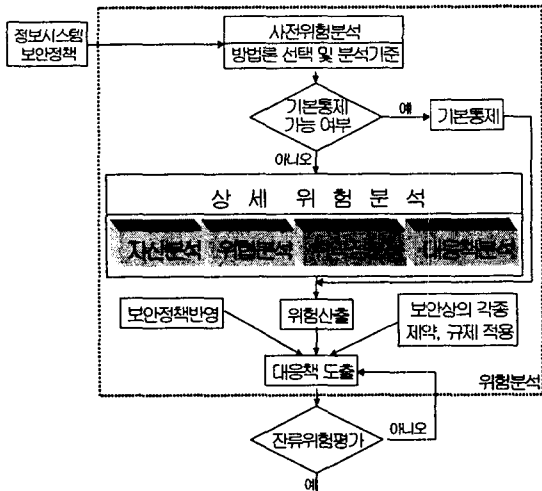 정보시스템
보안정책
사전위험분석
방법론 선택 및 분석기준
기본통제
가능 여부
예
기본통제
아니오
상 세 위 험 분 석
자산분석 위협분석 대응책분석
보안정책반영
위험산출
보안상의 각종
제약, 규제 적용
대응책 도출
위험분석
잔류위험평가
아니오
예